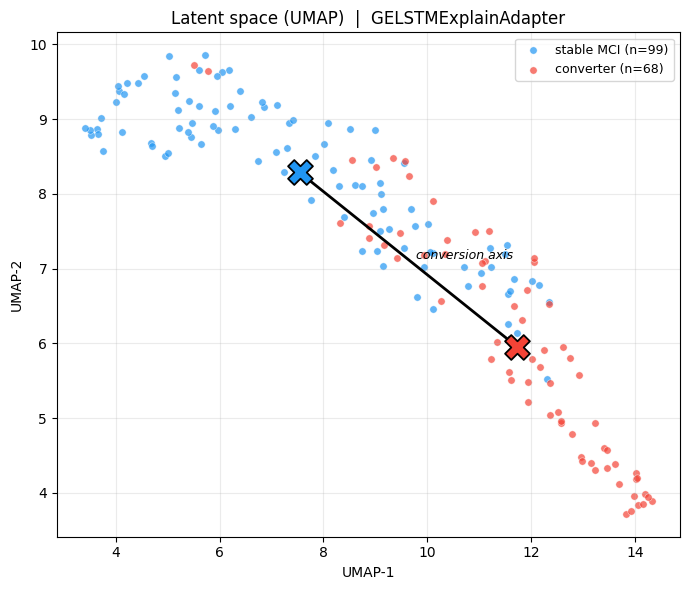 Latent space (UMAP)  |  GELSTMExplainAdapter
stable MCI (n=99)
converter (n=68)
conversion axis
UMAP-2
10
9
8
7
6
5
4
4
6
8
10
12
14
UMAP-1